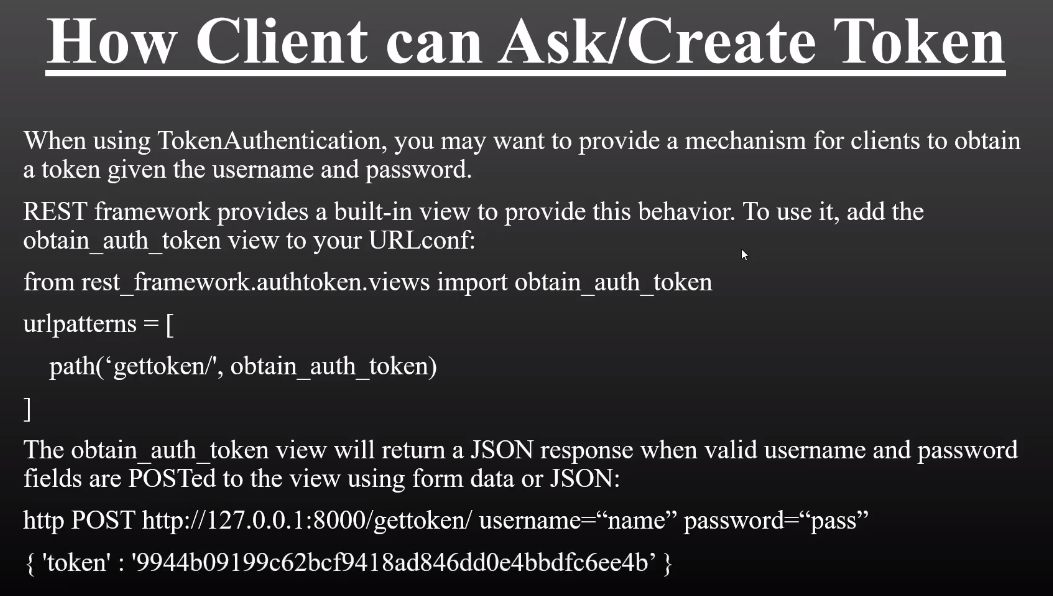 How Client can Ask/Create Token
When using TokenAuthentication, you may want to provide a mechanism for clients to obtain
a token given the username and password.
REST framework provides a built-in view to provide this behavior. To use it, add the
obtain_auth_token view to your URLconf:
from rest_framework.authtoken.views import obtain_auth_token
urlpatterns = [
path(‘gettoken/', obtain_auth_token)
]
The obtain_auth_token view will return a JSON response when valid username and password
fields are POSTed to the view using form data or JSON:
http POST http://127.0.0.1:8000/gettoken/ username=“name” password=“pass”
{ 'token' : '9944b09199c62bcf9418ad846dd0e4bbdfc6ee4b’ }